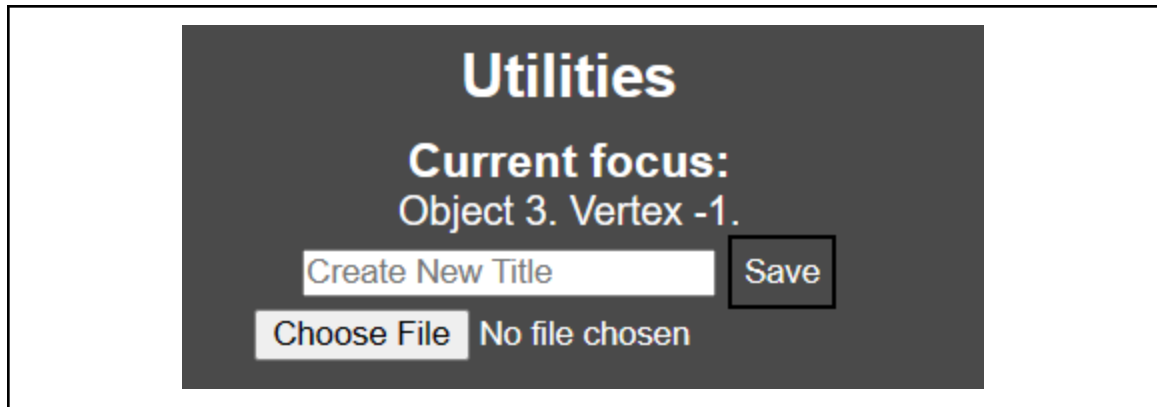 Utilities
Current focus:
Object 3. Vertex -1.
Create New Title Save
Choose File No file chosen